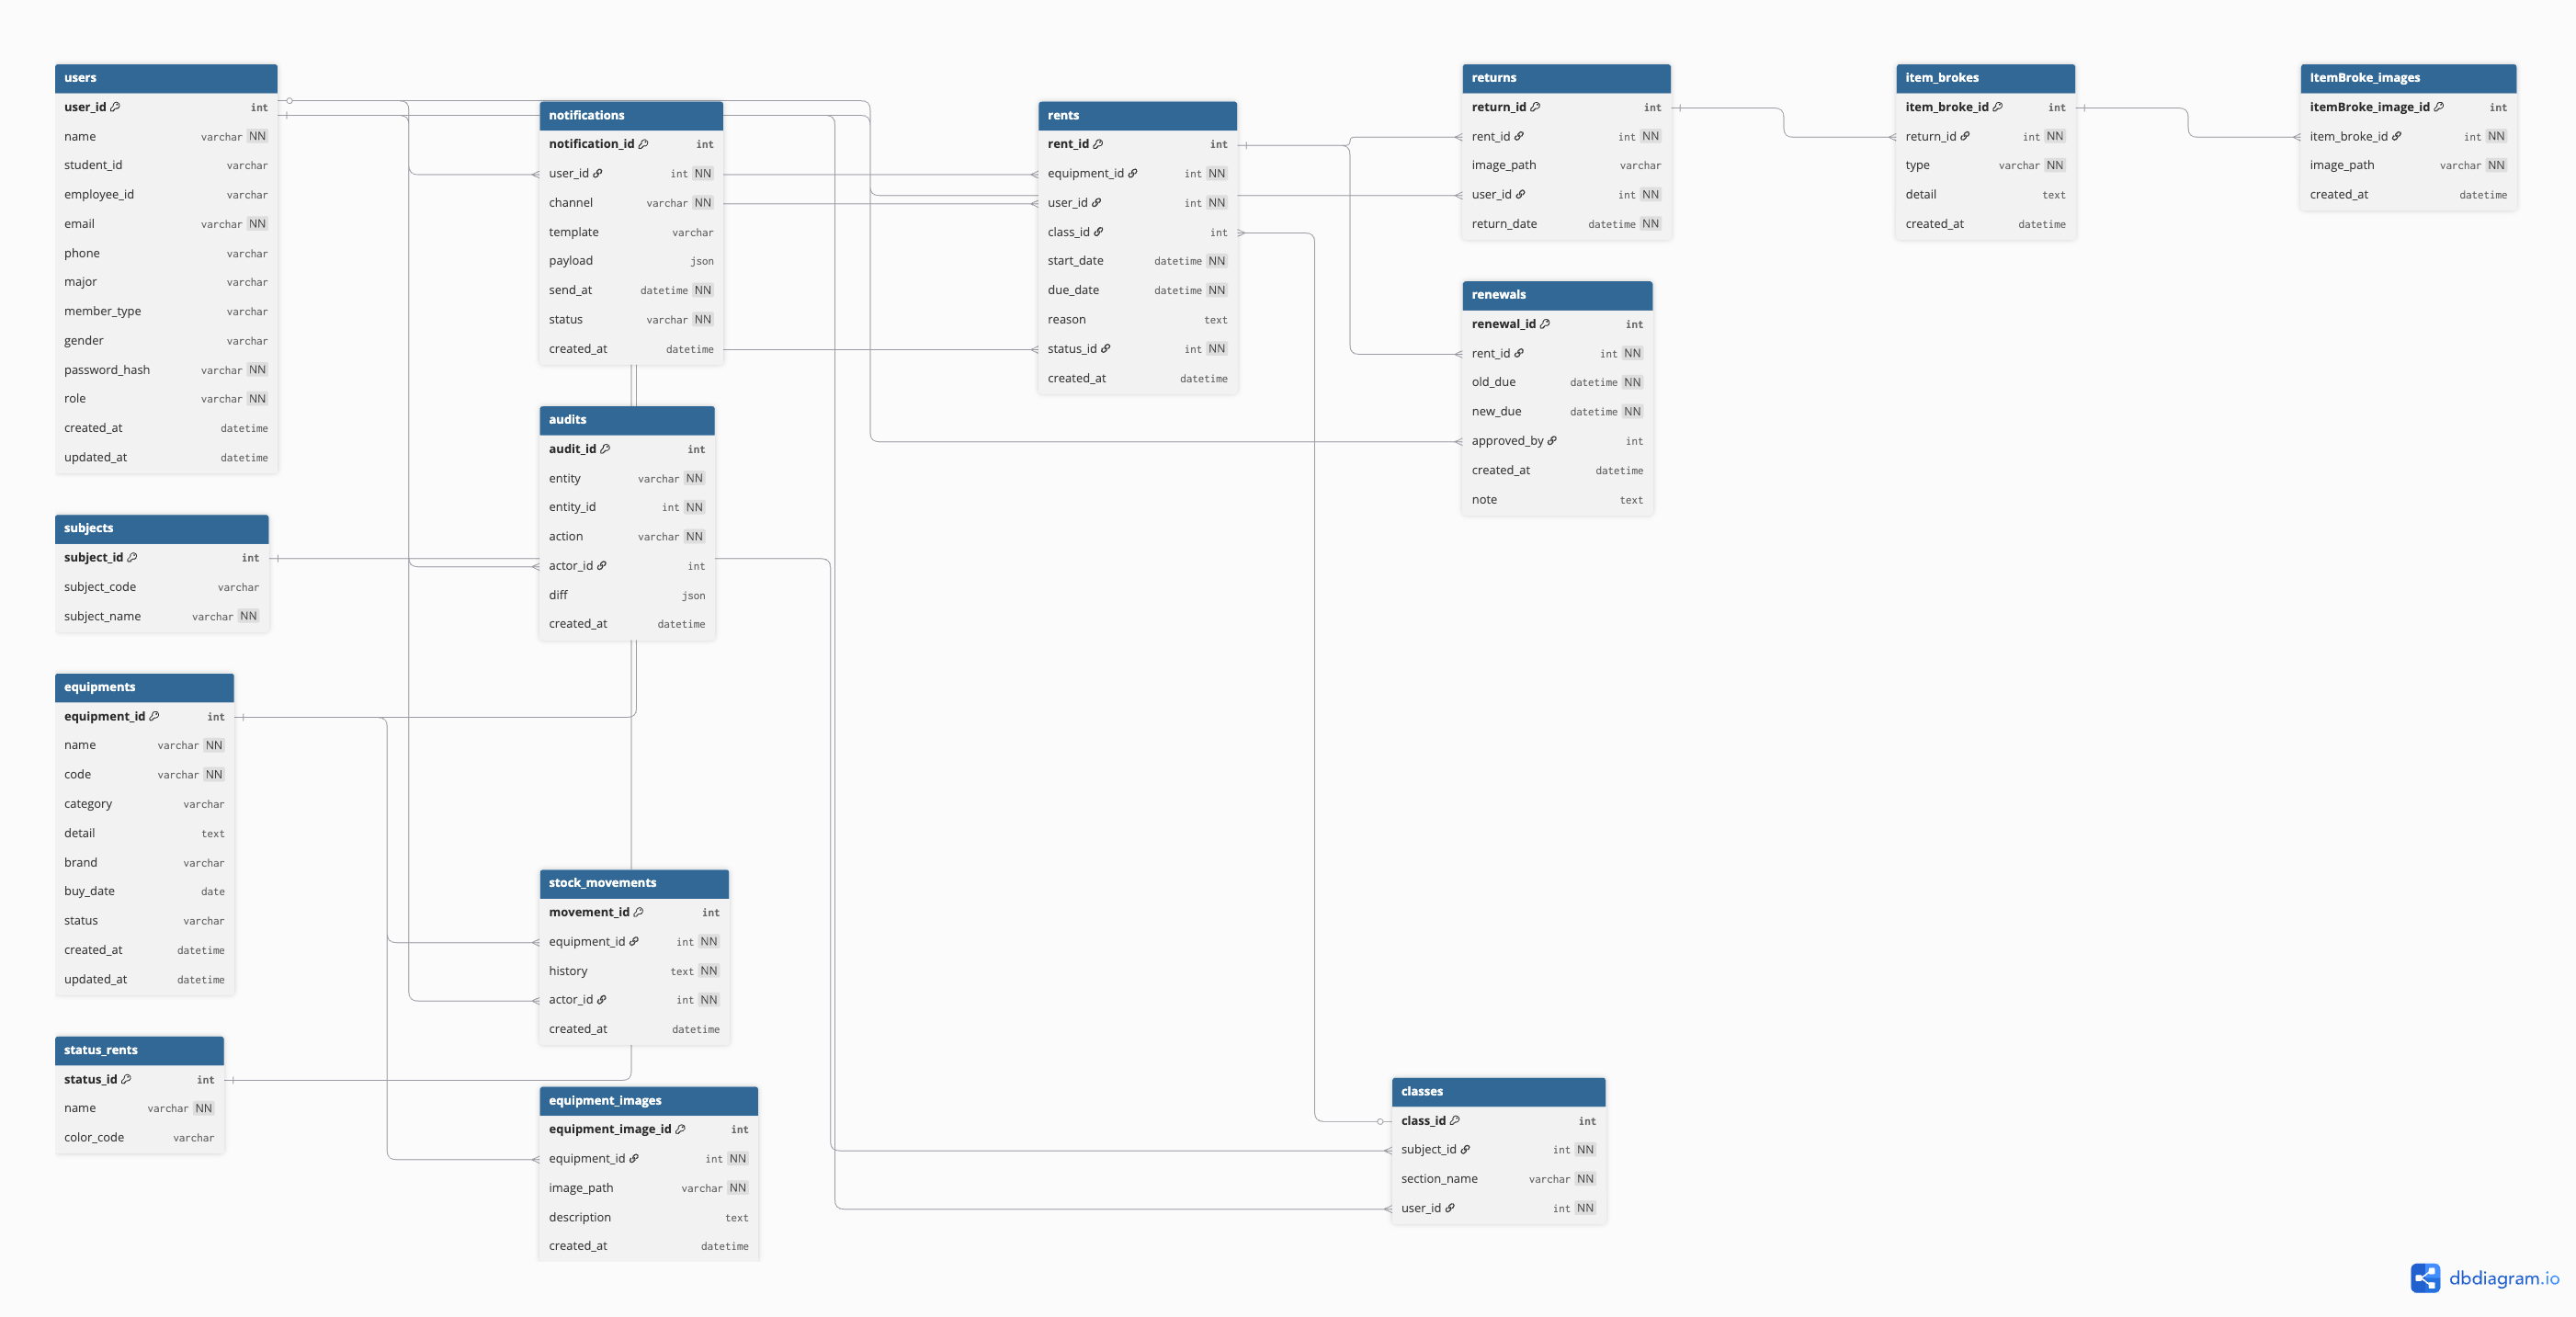 users
user_id int
name varchar NN
student_id varchar
employee_id varchar
email varchar NN
phone varchar
major varchar
member_type varchar
gender varchar
password_hash varchar NN
role varchar NN
created_at datetime
updated_at datetime
subjects
subject_id int
subject_code varchar
subject_name varchar NN
equipments
equipment_id int
name varchar NN
code varchar NN
category varchar
detail text
brand varchar
buy_date date
status varchar
created_at datetime
updated_at datetime
status_rents
status_id int
name varchar NN
color_code varchar
notifications
notification_id int
user_id int NN
channel varchar NN
template varchar
payload json
send_at datetime NN
status varchar NN
created_at datetime
audits
audit_id int
entity varchar NN
entity_id int NN
action varchar NN
actor_id int
diff json
created_at datetime
stock_movements
movement_id int
equipment_id int NN
history text NN
actor_id int NN
created_at datetime
equipment_images
equipment_image_id int
equipment_id int NN
image_path varchar NN
description text
created_at datetime
rents
rent_id int
equipment_id int NN
user_id int NN
class_id int
start_date datetime NN
due_date datetime NN
reason text
status_id int NN
created_at datetime
returns
return_id int
rent_id int NN
image_path varchar
user_id int NN
return_date datetime NN
renewals
renewal_id int
rent_id int NN
old_due datetime NN
new_due datetime NN
approved_by int
created_at datetime
note text
classes
class_id int
subject_id int NN
section_name varchar NN
user_id int NN
item_brokes
item_broke_id int
return_id int NN
type varchar NN
detail text
created_at datetime
ItemBroke_images
itemBroke_image_id int
item_broke_id int NN
image_path varchar NN
created_at datetime
dbdiagram.io